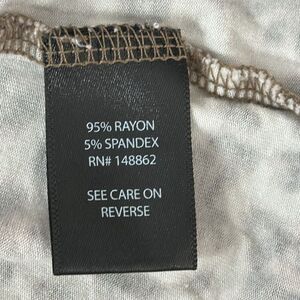 95% RAYON
5% SPANDEX
RN# 148862
SEE CARE ON
REVERSE